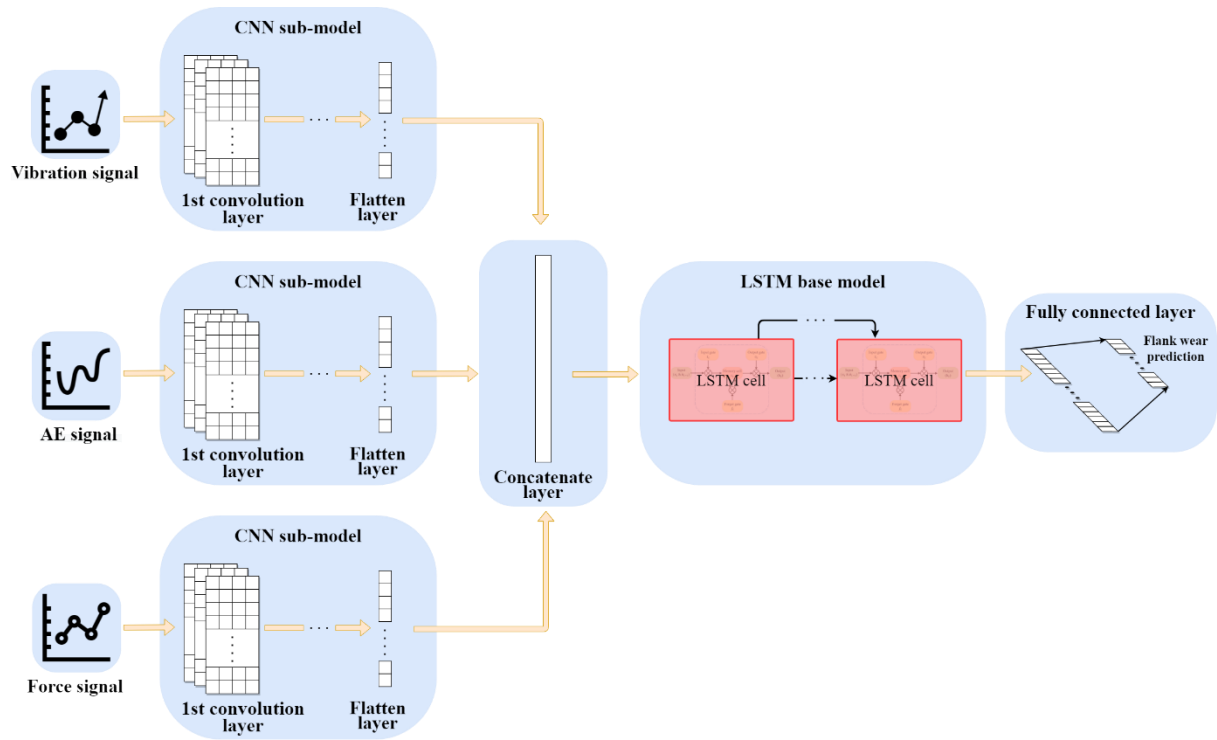 CNN sub-model
Vibration signal
1st convolution
layer
Flatten
layer
CNN sub-model
AE signal
1st convolution
layer
Flatten
layer
CNN sub-model
Force signal
1st convolution
layer
Flatten
layer
Concatenate
layer
LSTM base model
LSTM cell
LSTM cell
Fully connected layer
Flank wear
prediction